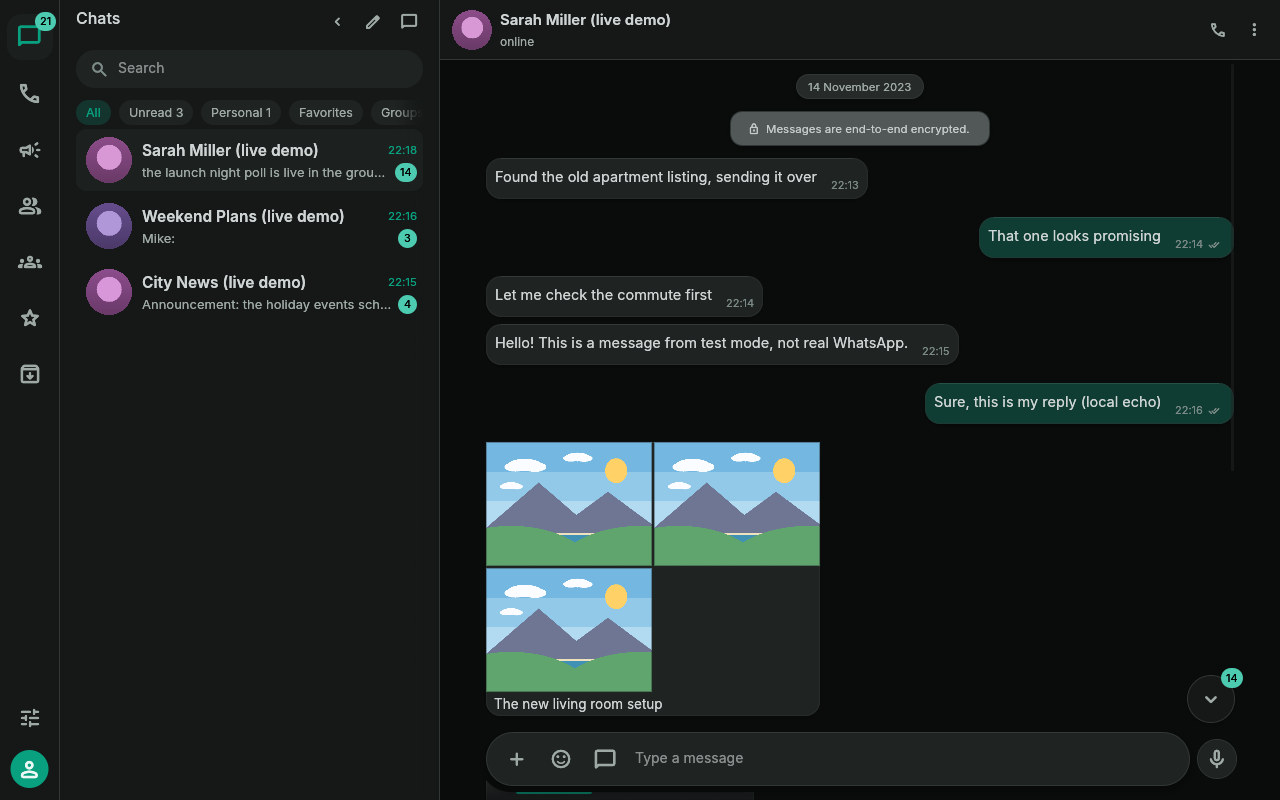 21
Chats
Search
All
Unread 3
Personal 1
Favorites
Group
Sarah Miller (live demo)
22:18
the launch night poll is live in the grou...
14
Weekend Plans (live demo)
22:16
Mike:
3
City News (live demo)
22:15
Announcement: the holiday events sch...
4
Sarah Miller (live demo)
online
14 November 2023
Messages are end-to-end encrypted.
Found the old apartment listing, sending it over 22:13
That one looks promising 22:14
Let me check the commute first 22:14
Hello! This is a message from test mode, not real WhatsApp. 22:15
Sure, this is my reply (local echo) 22:16
The new living room setup
14
Type a message